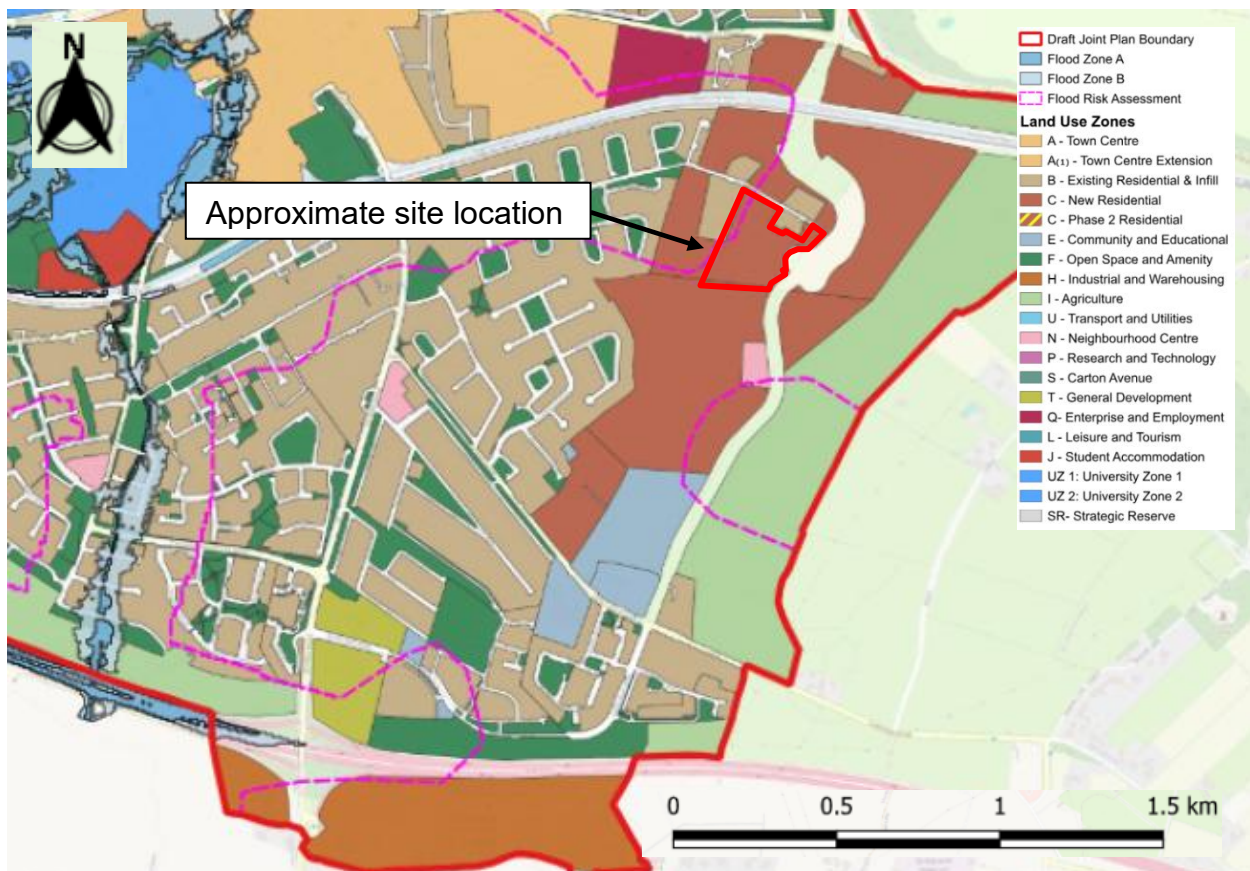 N
Approximate site location
Draft Joint Plan Boundary
Flood Zone A
Flood Zone B
Flood Risk Assessment
Land Use Zones
A - Town Centre
A(1) - Town Centre Extension
B - Existing Residential & Infill
C - New Residential
C - Phase 2 Residential
E - Community and Educational
F - Open Space and Amenity
H - Industrial and Warehousing
I - Agriculture
U - Transport and Utilities
N - Neighbourhood Centre
P - Research and Technology
S - Carton Avenue
T - General Development
Q- Enterprise and Employment
L - Leisure and Tourism
J - Student Accommodation
UZ 1: University Zone 1
UZ 2: University Zone 2
SR- Strategic Reserve
0 0.5 1 1.5 km